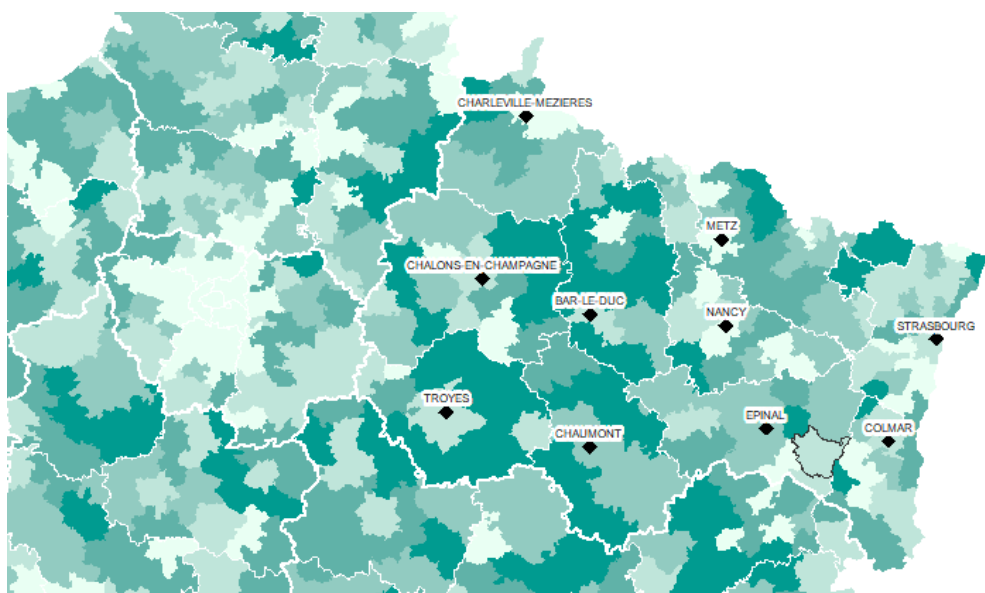 CHARLEVILLE-MEZIERES
METZ
CHALONS-EN-CHAMPAGNE
BAR-LE-DUC
NANCY
STRASBOURG
TROYES
EPINAL
COLMAR
CHAUMONT